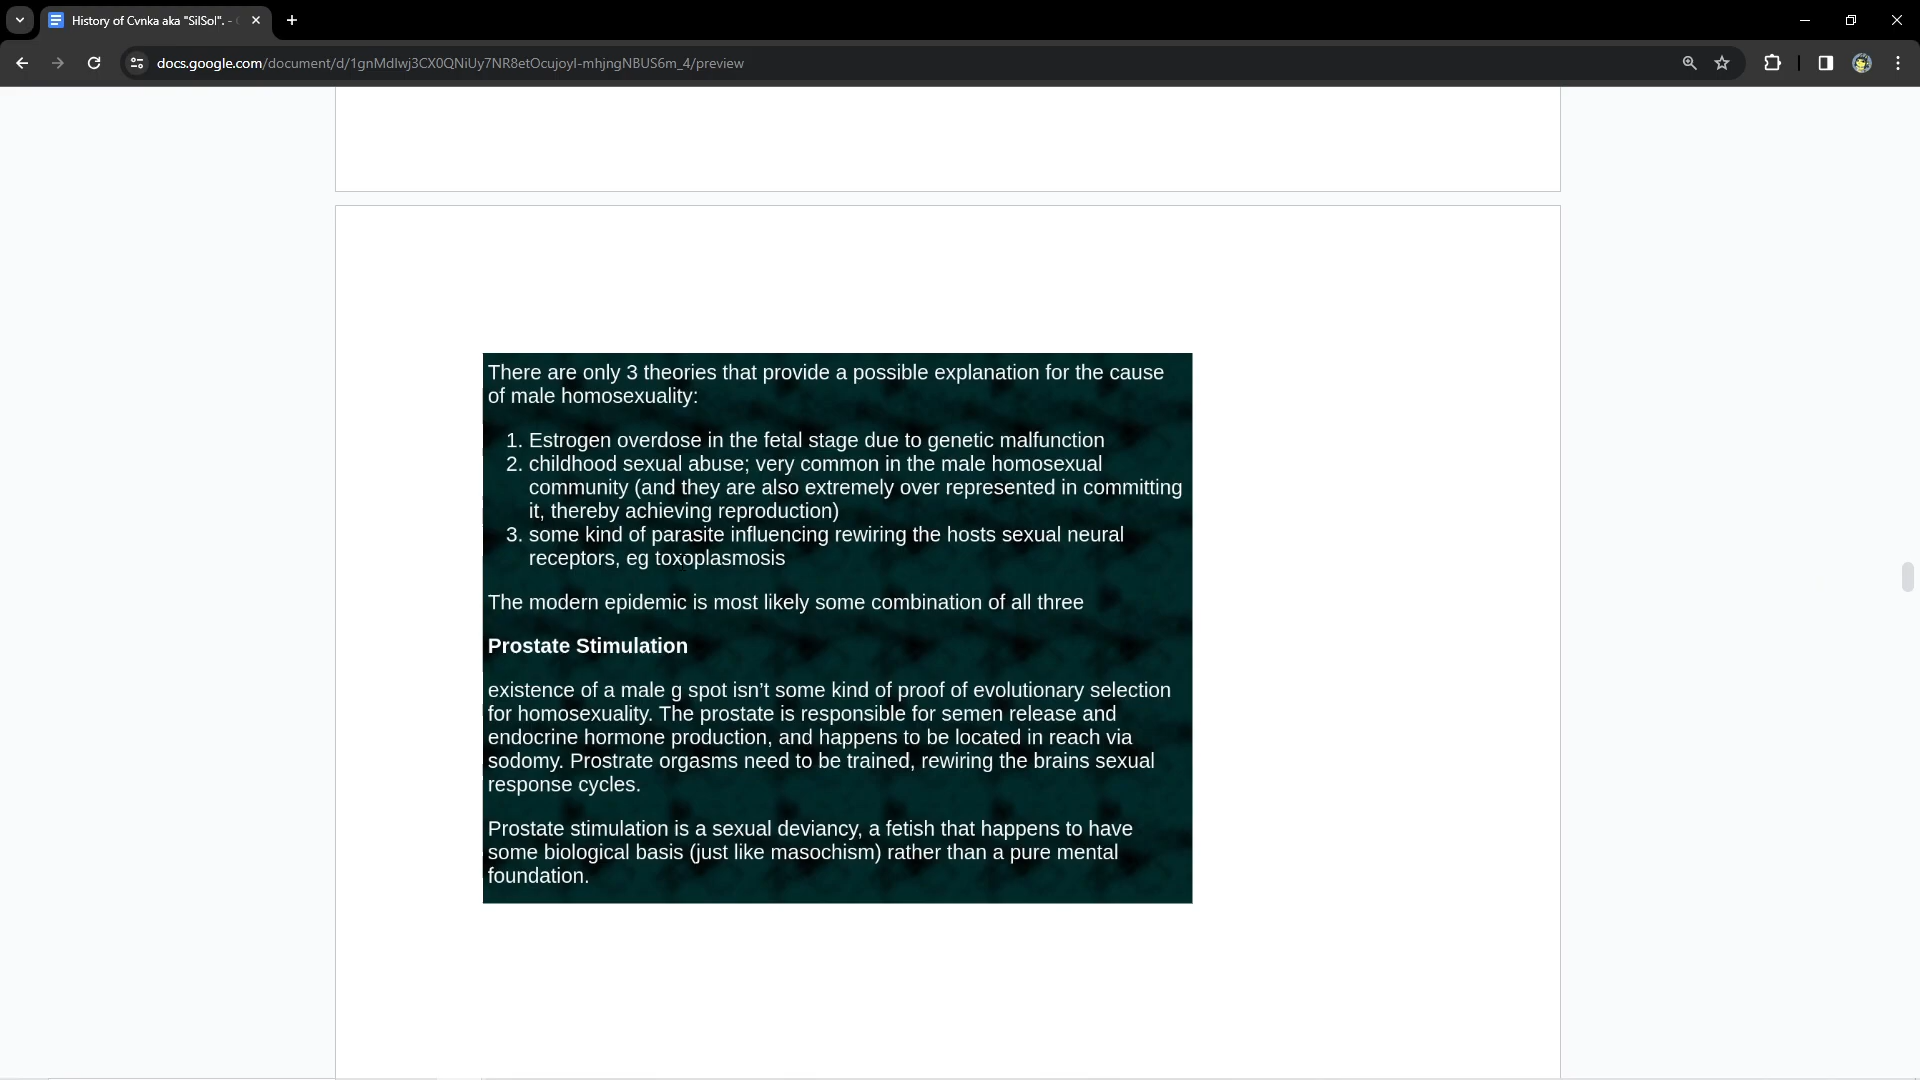 History of Cvnka aka "SilSol". -
docs.google.com/document/d/1gnMdIwj3CX0QNiUy7NR8etOcujoyI-mhjngNBUS6m_4/preview
There are only 3 theories that provide a possible explanation for the cause
of male homosexuality:
1. Estrogen overdose in the fetal stage due to genetic malfunction
2. childhood sexual abuse; very common in the male homosexual
community (and they are also extremely over represented in committing
it, thereby achieving reproduction)
3. some kind of parasite influencing rewiring the hosts sexual neural
receptors, eg toxoplasmosis
The modern epidemic is most likely some combination of all three
Prostate Stimulation
existence of a male g spot isn’t some kind of proof of evolutionary selection
for homosexuality. The prostate is responsible for semen release and
endocrine hormone production, and happens to be located in reach via
sodomy. Prostrate orgasms need to be trained, rewiring the brains sexual
response cycles.
Prostate stimulation is a sexual deviancy, a fetish that happens to have
some biological basis (just like masochism) rather than a pure mental
foundation.